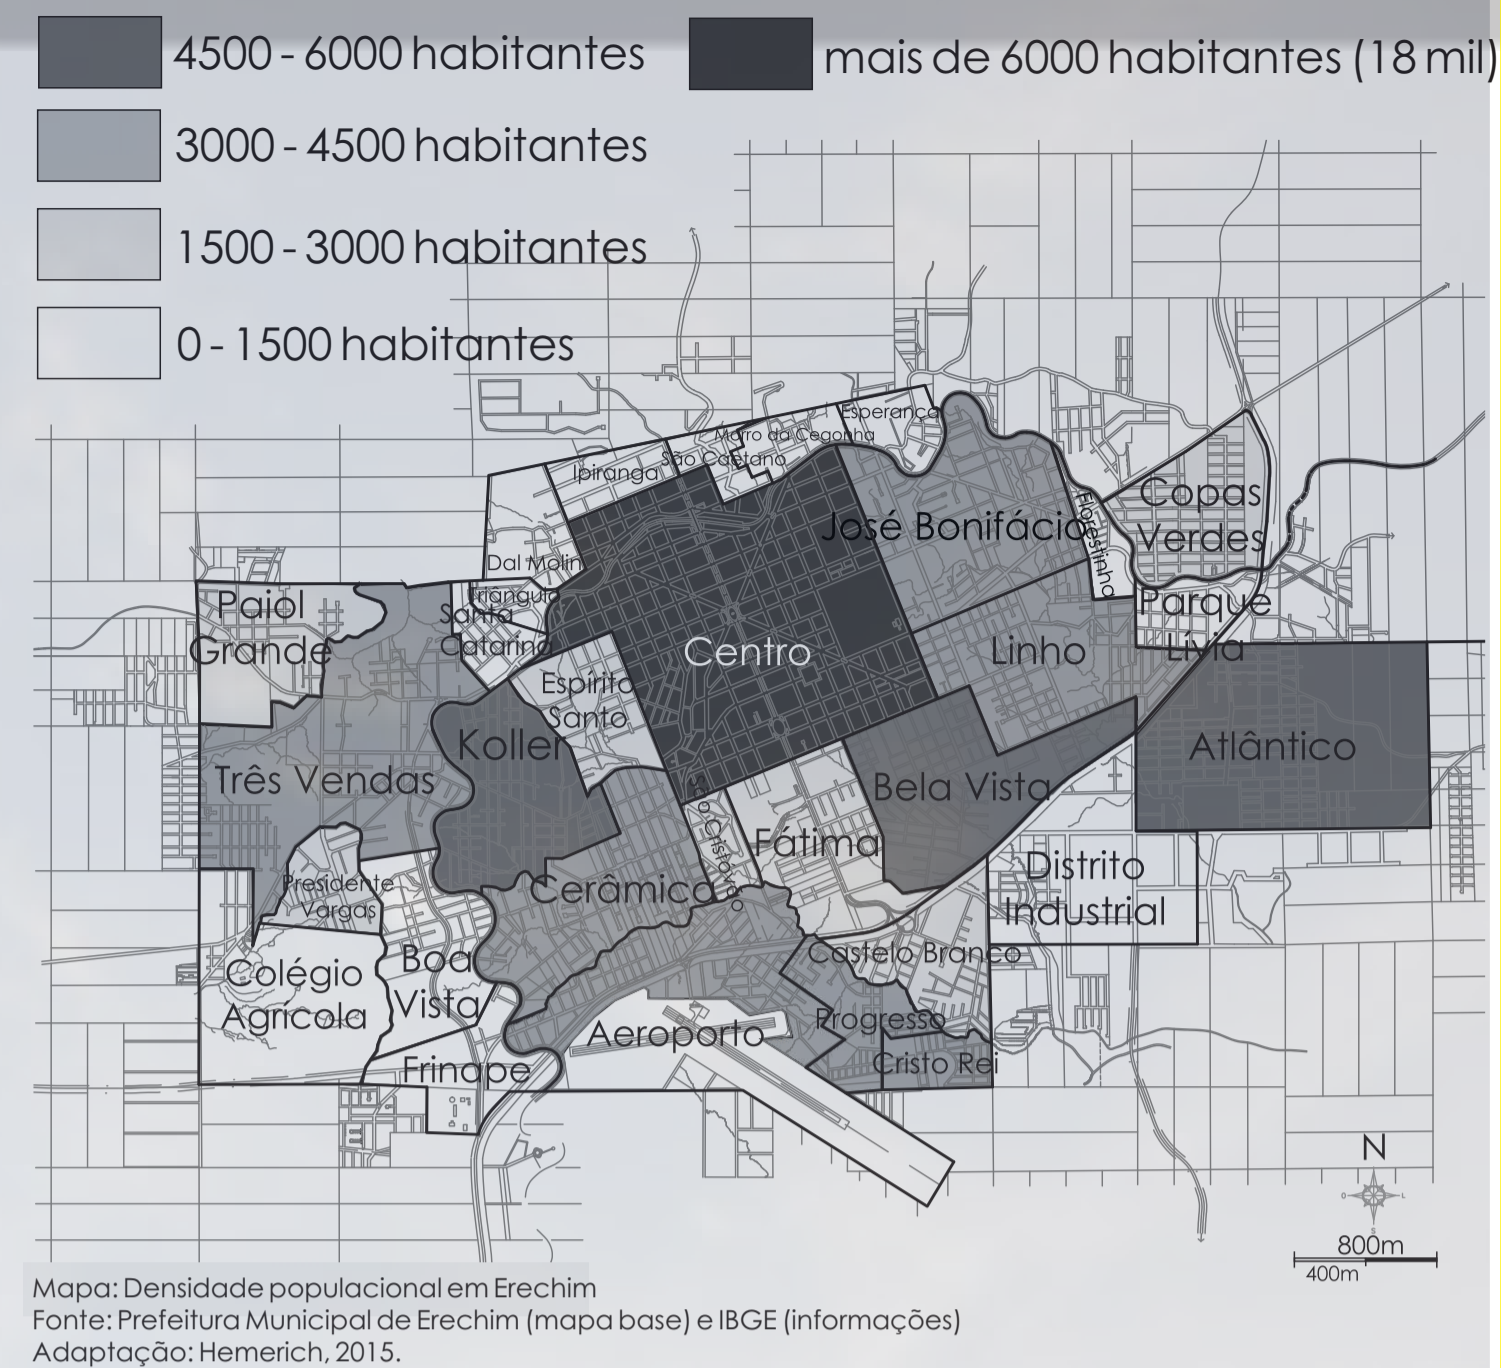 4500 - 6000 habitantes
mais de 6000 habitantes (18 mil)
3000 - 4500 habitantes
1500 - 3000 habitantes
0 - 1500 habitantes
Esperança
Morro da Cegonha
São Caetano
Ipiranga
Copas
Verdes
José Bonifácio
Florestinha
Dal Molin
Triângulo
Santa
Catarina
Paiol
Grande
Parque
Lívia
Centro
Linho
Espírito
Santo
Koller
Atlântico
Três Vendas
Bela Vista
São Cristóvão
Fátima
Distrito
Industrial
Presidente
Vargas
Cerâmica
Castelo Branco
Boa
Vista
Colégio
Agrícola
Progresso
Aeroporto
Cristo Rei
Frinape
N
O
L
S
800m
400m
Mapa: Densidade populacional em Erechim
Fonte: Prefeitura Municipal de Erechim (mapa base) e IBGE (informações)
Adaptação: Hemerich, 2015.